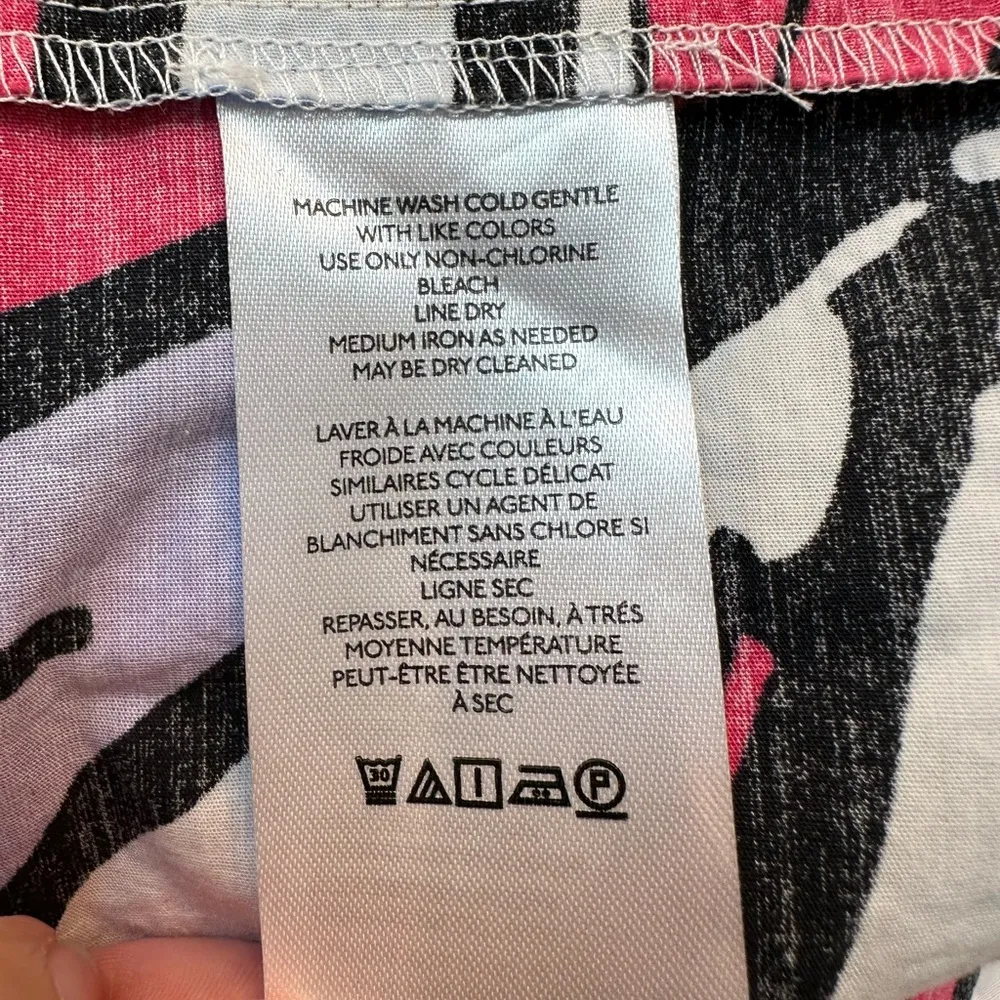 MACHINE WASH COLD GENTLE
WITH LIKE COLORS
USE ONLY NON-CHLORINE
BLEACH
LINE DRY
MEDIUM IRON AS NEEDED
MAY BE DRY CLEANED
LAVER À LA MACHINE À L'EAU
FROIDE AVEC COULEURS
SIMILAIRES CYCLE DÉLICAT
UTILISER UN AGENT DE
BLANCHIMENT SANS CHLORE SI
NÉCESSAIRE
LIGNE SEC
REPASSER, AU BESOIN, À TRÉS
MOYENNE TEMPÉRATURE
PEUT-ÊTRE ÊTRE NETTOYÉE
À SEC
30 P